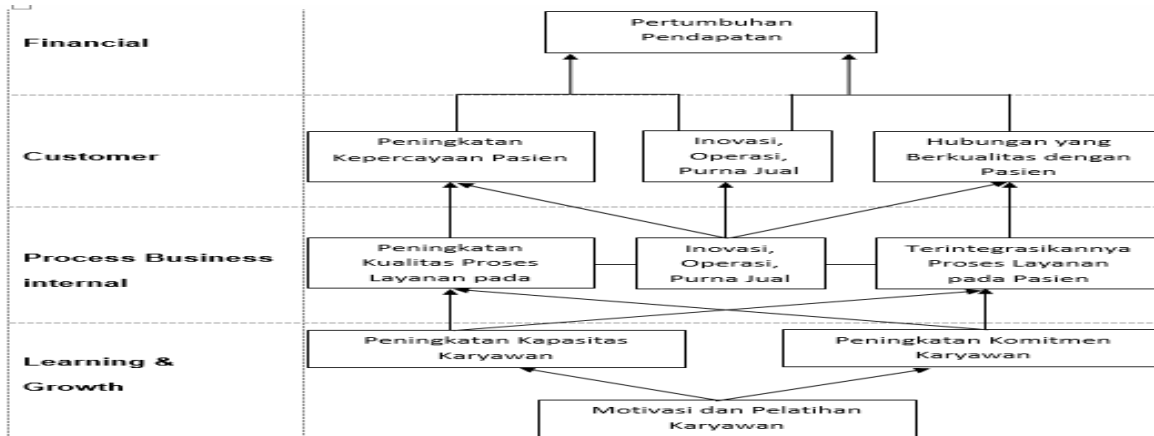 Financial
Pertumbuhan
Pendapatan
Customer
Peningkatan
Kepercayaan Pasien
Inovasi,
Operasi,
Purna Jual
Hubungan yang
Berkualitas dengan
Pasien
Process Business
internal
Peningkatan
Kualitas Proses
Layanan pada
Inovasi,
Operasi,
Purna Jual
Terintegrasikannya
Proses Layanan
pada Pasien
Learning &
Growth
Peningkatan Kapasitas
Karyawan
Peningkatan Komitmen
Karyawan
Motivasi dan Pelatihan
Karyawan